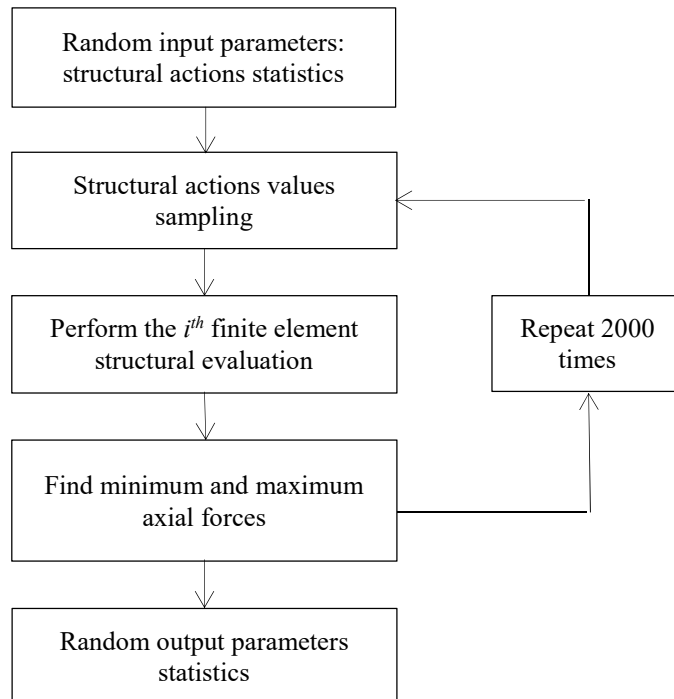 Random input parameters:
structural actions statistics
Structural actions values
sampling
Perform the iᵗʰ finite element
structural evaluation
Repeat 2000
times
Find minimum and maximum
axial forces
Random output parameters
statistics